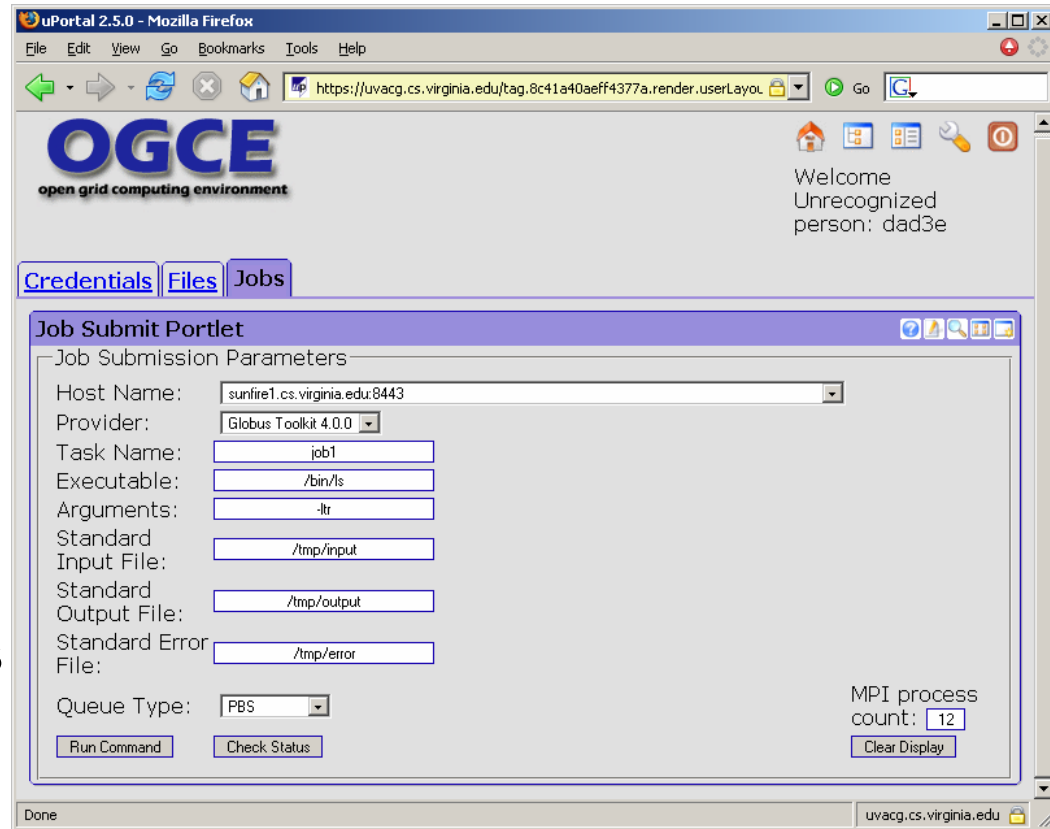 uPortal 2.5.0 - Mozilla Firefox
File Edit View Go Bookmarks Tools Help
https://uvacg.cs.virginia.edu/tag.8c41a40aeff4377a.render.userLayou Go G
OGCE
open grid computing environment
Welcome
Unrecognized
person: dad3e
Credentials Files Jobs
Job Submit Portlet
Job Submission Parameters
Host Name: sunfire1.cs.virginia.edu:8443
Provider: Globus Toolkit 4.0.0
Task Name: job1
Executable: /bin/ls
Arguments: -ltr
Standard
Input File: /tmp/input
Standard
Output File: /tmp/output
Standard Error
File: /tmp/error
Queue Type: PBS
MPI process
count: 12
Run Command Check Status Clear Display
Done uvacg.cs.virginia.edu